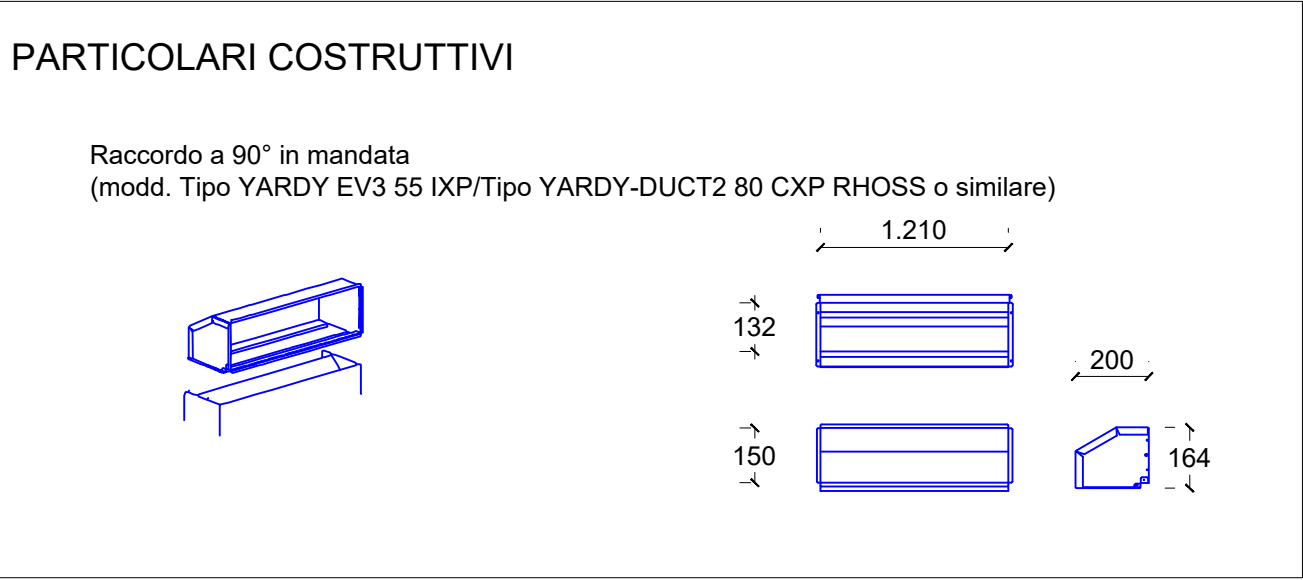 PARTICOLARI COSTRUTTIVI
Raccordo a 90° in mandata
(modd. Tipo YARDY EV3 55 IXP/Tipo YARDY-DUCT2 80 CXP RHOSS o similare)
1.210
132
200
150
164